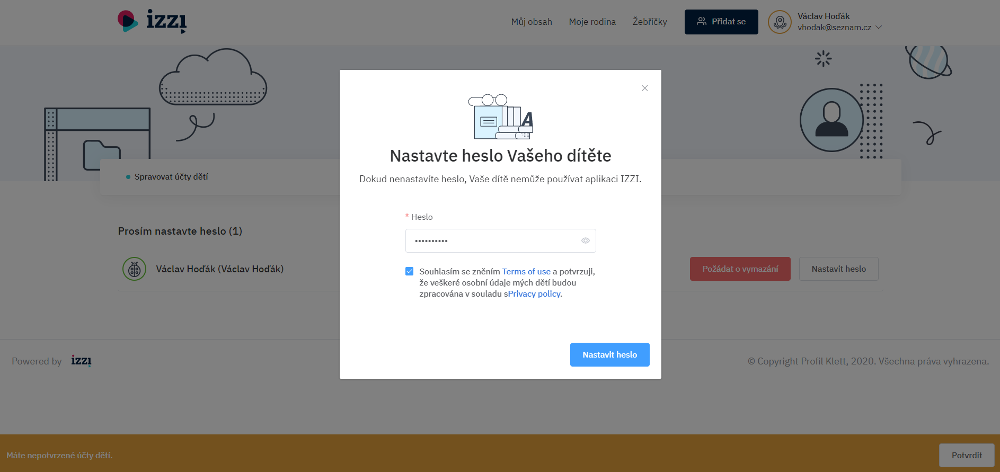 izzi
Můj obsah
Moje rodina
Žebříčky
Přidat se
Václav Hoďák
vhodak@seznam.cz
Spravovat účty dětí
Prosím nastavte heslo (1)
Václav Hoďák (Václav Hoďák)
Požádat o vymazání
Nastavit heslo
A
Nastavte heslo Vašeho dítěte
Dokud nenastavíte heslo, Vaše dítě nemůže používat aplikaci IZZI.
* Heslo
••••••••••
Souhlasím se zněním Terms of use a potvrzuji,
že veškeré osobní údaje mých dětí budou
zpracována v souladu sPrivacy policy.
Nastavit heslo
Powered by izzi
© Copyright Profil Klett, 2020. Všechna práva vyhrazena.
Máte nepotvrzené účty dětí.
Potvrdit